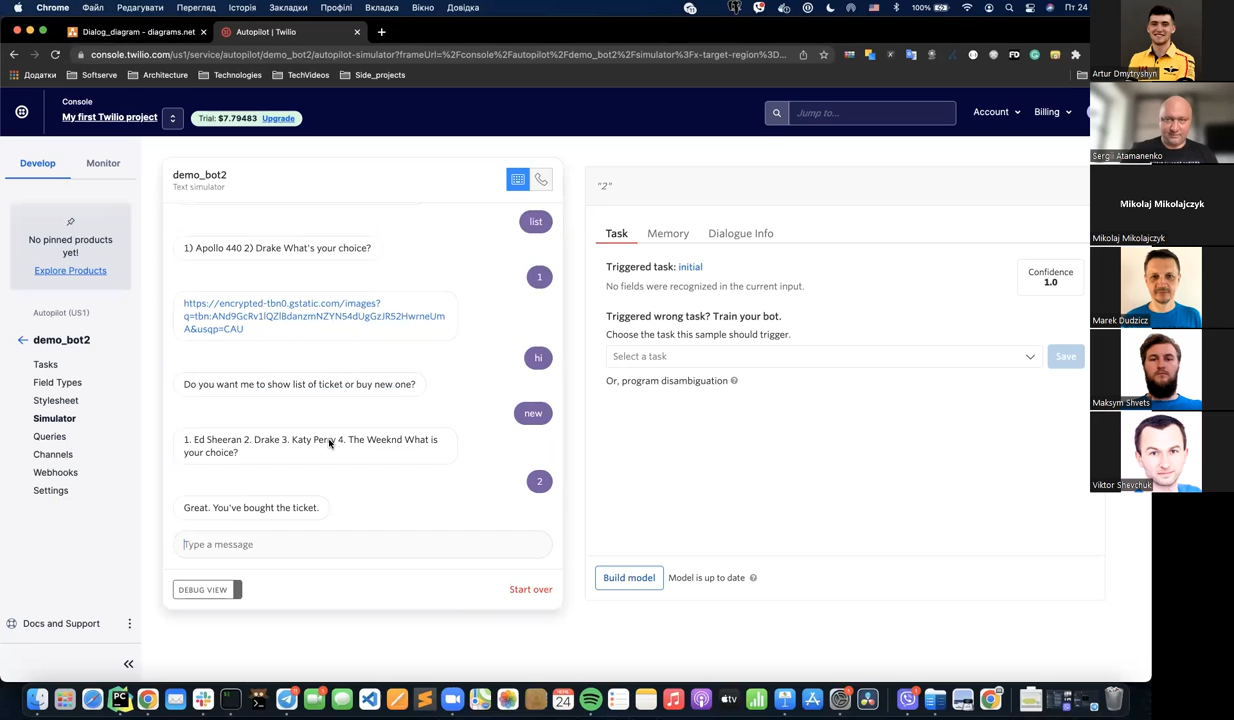 Chrome Файл Змінити Перегляд Історія Закладки Профілі Вкладка Вікно Довідка 100% Пт 24
Dialog_diagram - diagrams.net
Autopilot | Twilio
console.twilio.com/us1/service/autopilot/demo_bot2/autopilot-simulator?frameUrl=%2Fconsole%2Fautopilot%2Fdemo_bot2%2Fsimulator%3Fx-target-region%3D...
Додатки Softserve Architecture Technologies TechVideos Side_projects
Console
My first Twilio project
Trial: $7.79483 Upgrade
Jump to...
Account Billing
Develop Monitor
No pinned products
yet!
Explore Products
Autopilot (US1)
demo_bot2
Tasks
Field Types
Stylesheet
Simulator
Queries
Channels
Webhooks
Settings
Docs and Support
demo_bot2
Text simulator
list
1) Apollo 440 2) Drake What's your choice?
1
https://encrypted-tbn0.gstatic.com/images?
q=tbn:ANd9GcRv1lQZlBdanzmNZYN54dUgGzJR52HwrneUm
A&usqp=CAU
hi
Do you want me to show list of ticket or buy new one?
new
1. Ed Sheeran 2. Drake 3. Katy Perry 4. The Weeknd What is
your choice?
2
Great. You've bought the ticket.
Type a message
DEBUG VIEW
Start over
"2"
Task Memory Dialogue Info
Triggered task: initial
No fields were recognized in the current input.
Confidence
1.0
Triggered wrong task? Train your bot.
Choose the task this sample should trigger.
Select a task
Save
Or, program disambiguation
Build model Model is up to date
Artur Dmytryshyn
Sergii Atamanenko
Mikolaj Mikolajczyk
Mikolaj Mikolajczyk
Marek Dudzicz
Maksym Shvets
Viktor Shevchuk